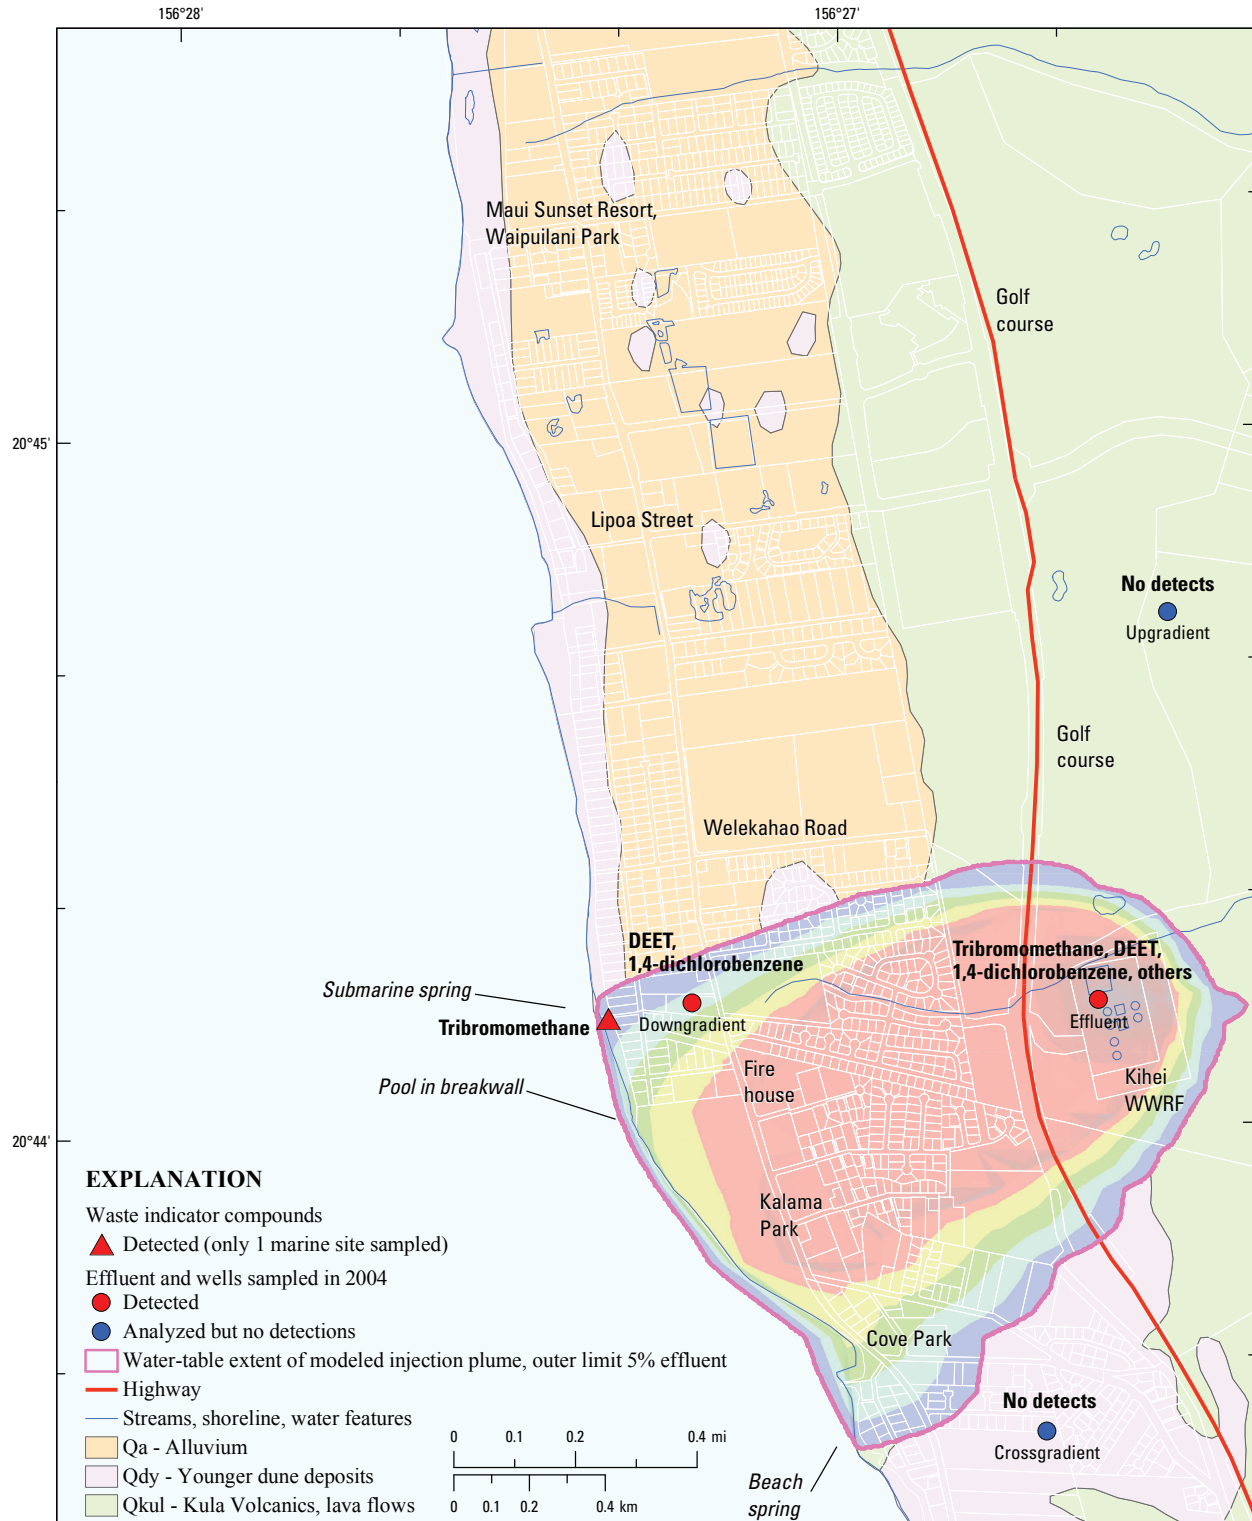 156°28'
156°27'
Maui Sunset Resort,
Waipuilani Park
Golf
course
20°45'
Lipoa Street
No detects
Upgradient
Golf
course
Welekahao Road
DEET,
1,4-dichlorobenzene
Tribromomethane, DEET,
1,4-dichlorobenzene, others
Submarine spring
Tribromomethane
Downgradient
Effluent
Pool in breakwall
Fire
house
Kihei
WWRF
20°44'
Kalama
Park
Cove Park
No detects
Crossgradient
Beach
spring
EXPLANATION
Waste indicator compounds
Detected (only 1 marine site sampled)
Effluent and wells sampled in 2004
Detected
Analyzed but no detections
Water-table extent of modeled injection plume, outer limit 5% effluent
Highway
Streams, shoreline, water features
Qa - Alluvium
Qdy - Younger dune deposits
Qkul - Kula Volcanics, lava flows
0 0.1 0.2 0.4 mi
0 0.1 0.2 0.4 km